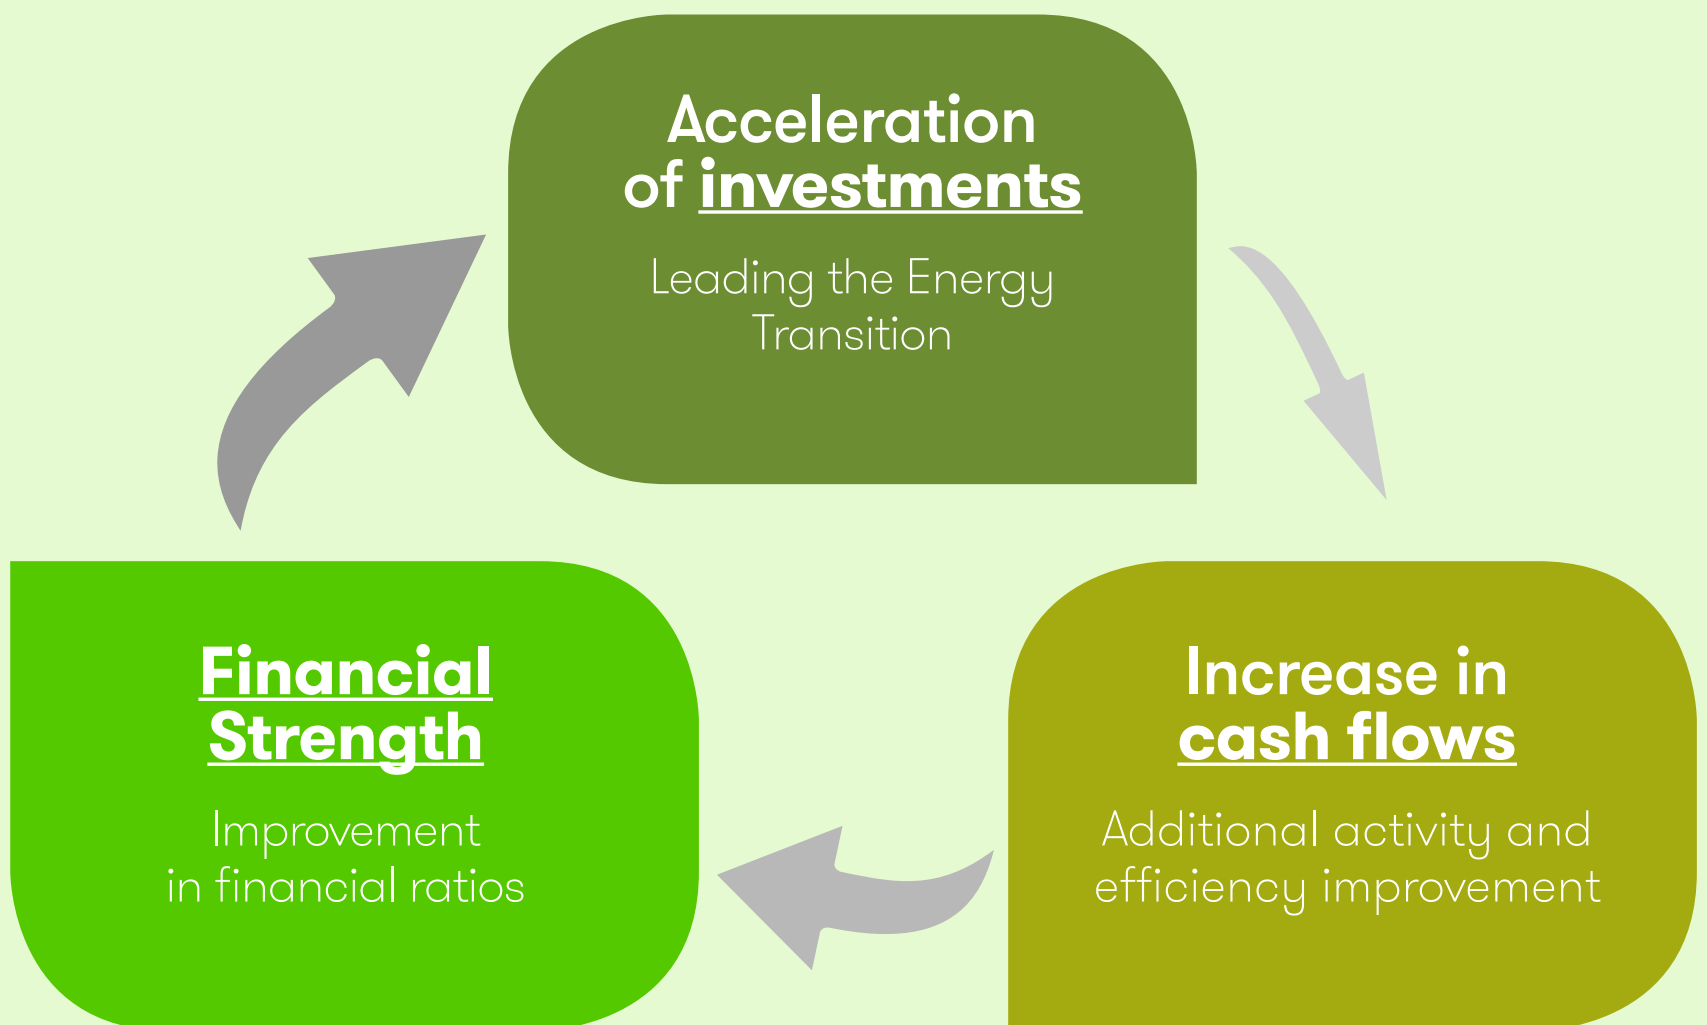 Acceleration
of investments
Leading the Energy
Transition
Financial
Strength
Improvement
in financial ratios
Increase in
cash flows
Additional activity and
efficiency improvement